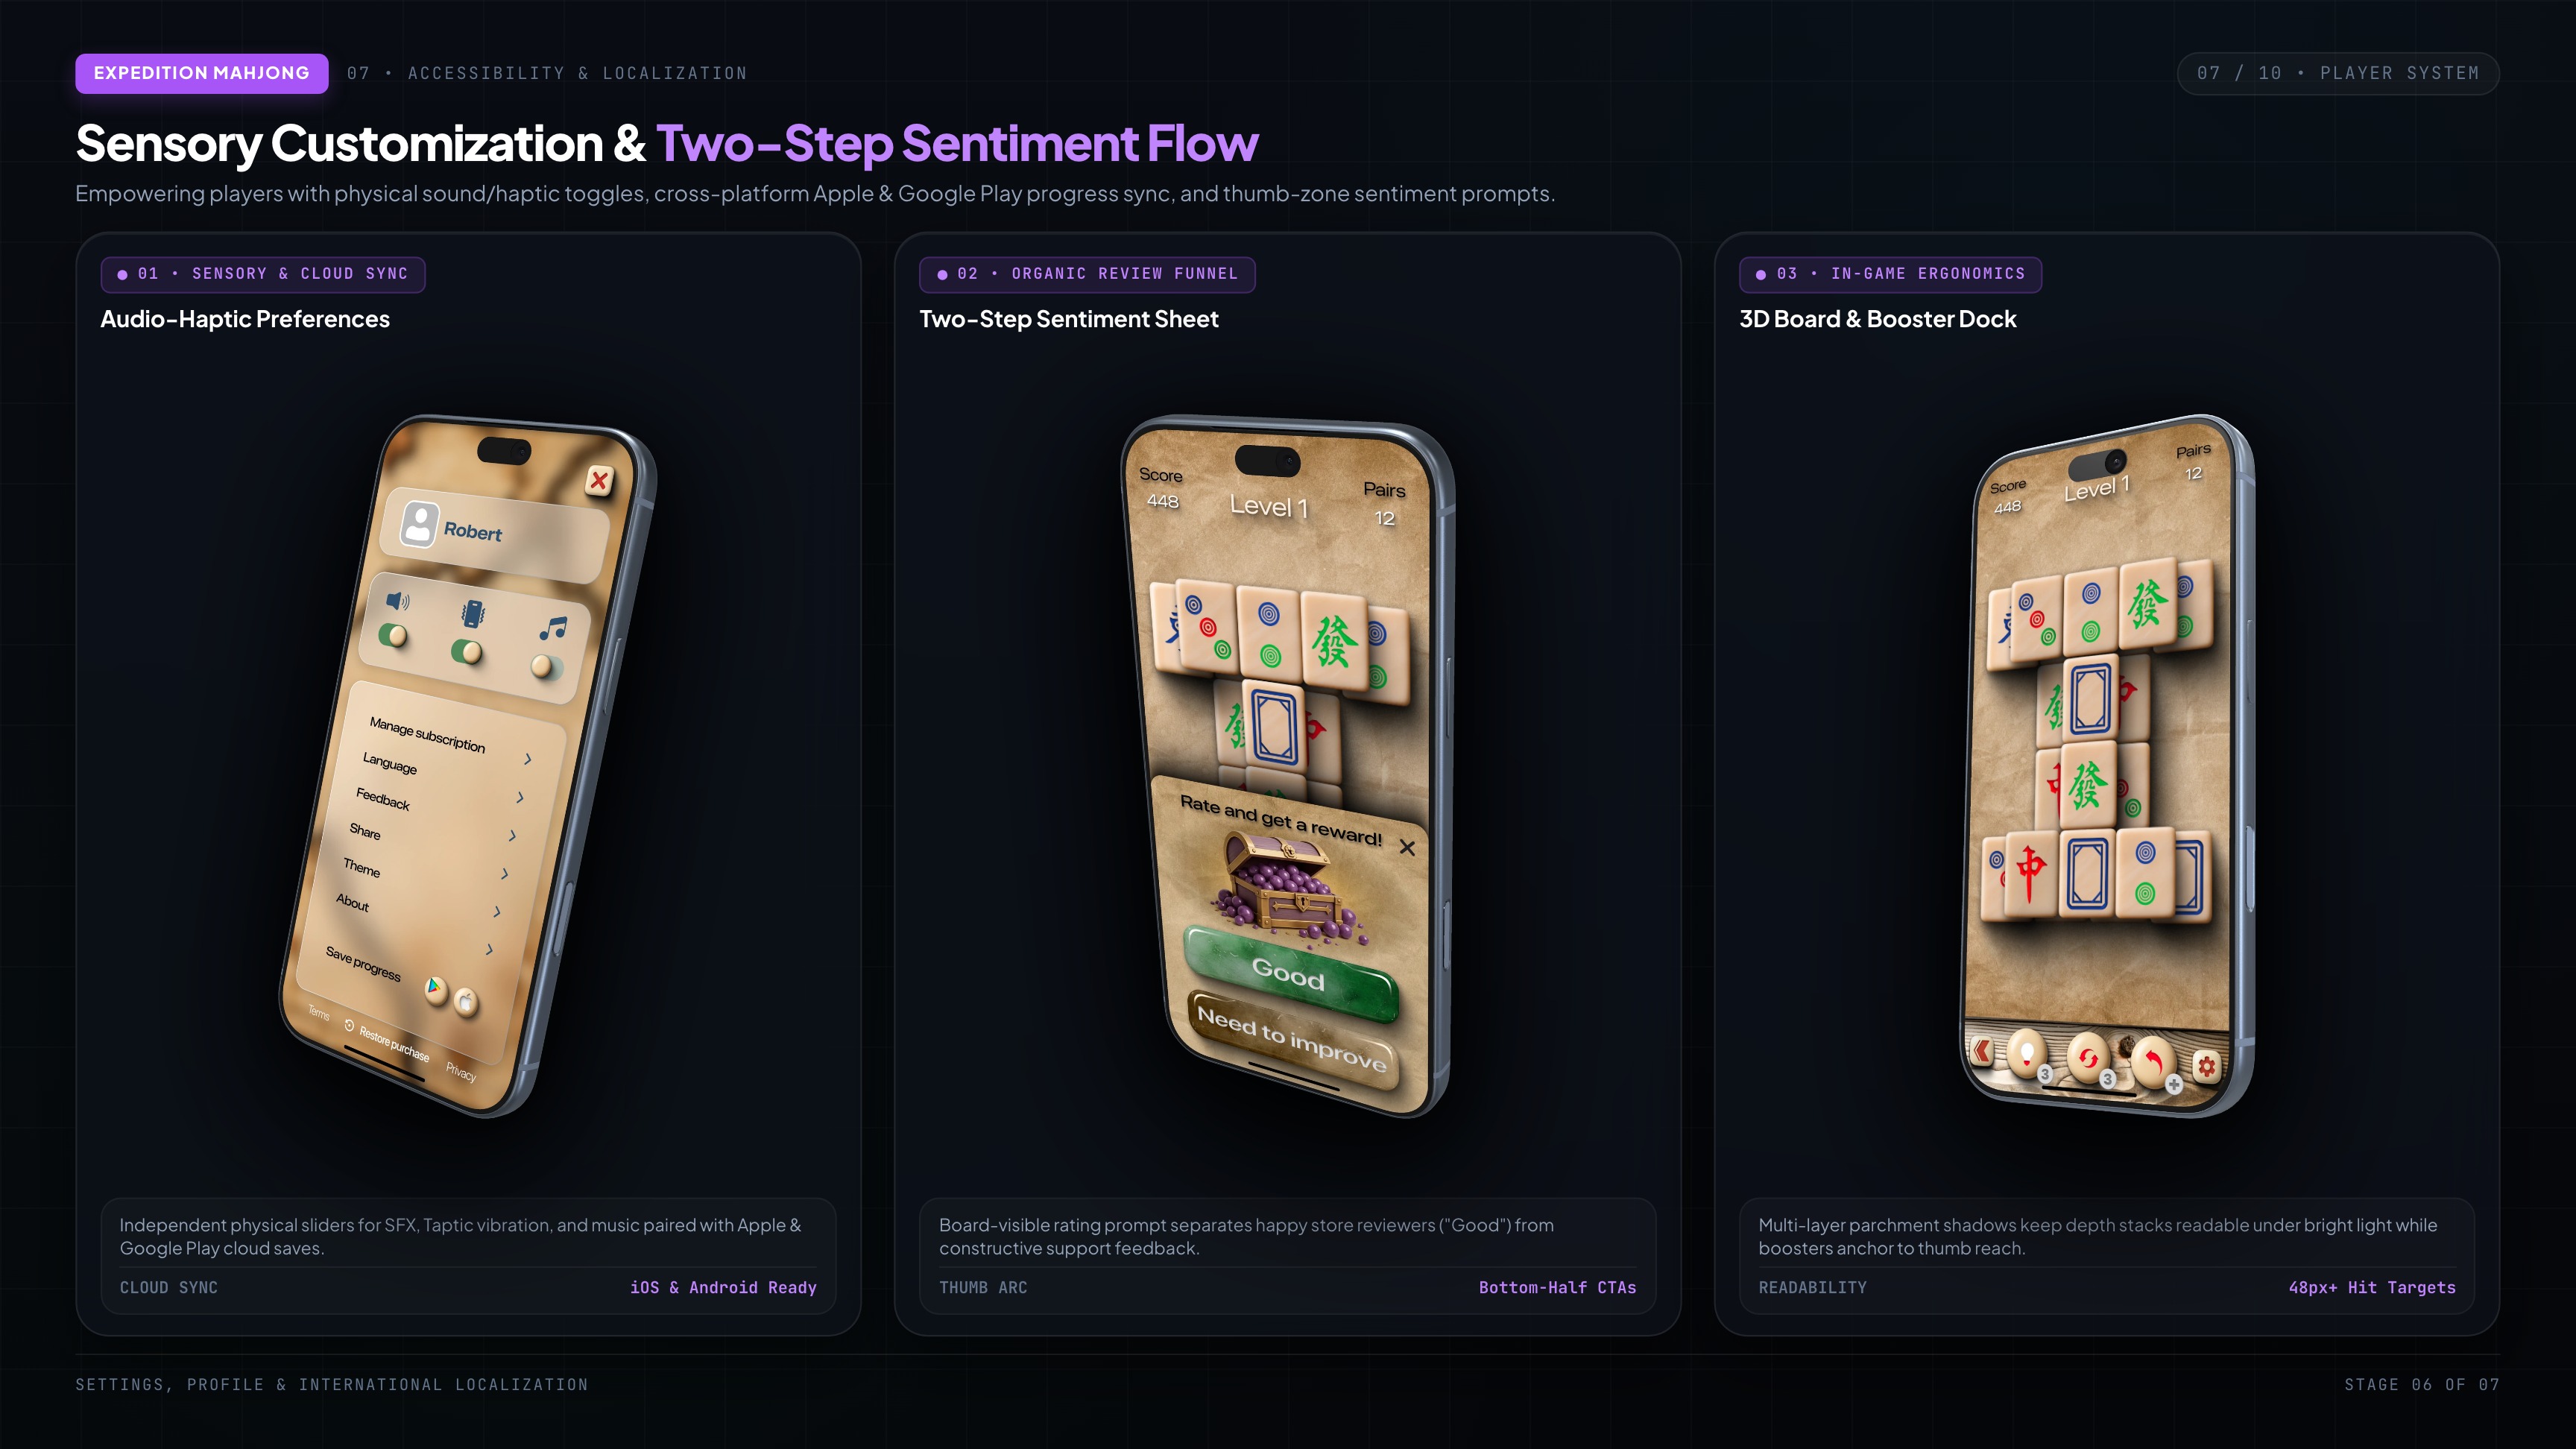 EXPEDITION MAHJONG
07 • ACCESSIBILITY & LOCALIZATION
07 / 10 • PLAYER SYSTEM
Sensory Customization & Two-Step Sentiment Flow
Empowering players with physical sound/haptic toggles, cross-platform Apple & Google Play progress sync, and thumb-zone sentiment prompts.
01 • SENSORY & CLOUD SYNC
Audio-Haptic Preferences
Robert
Manage subscription
Language
Feedback
Share
Theme
About
Save progress
Terms
Restore purchase
Privacy
Independent physical sliders for SFX, Taptic vibration, and music paired with Apple &
Google Play cloud saves.
CLOUD SYNC
iOS & Android Ready
02 • ORGANIC REVIEW FUNNEL
Two-Step Sentiment Sheet
Score
448
Level 1
Pairs
12
發
發
Rate and get a reward!
Good
Need to improve
Board-visible rating prompt separates happy store reviewers ("Good") from
constructive support feedback.
THUMB ARC
Bottom-Half CTAs
03 • IN-GAME ERGONOMICS
3D Board & Booster Dock
Score
448
Level 1
Pairs
12
發
發
中
3
3
Multi-layer parchment shadows keep depth stacks readable under bright light while
boosters anchor to thumb reach.
READABILITY
48px+ Hit Targets
SETTINGS, PROFILE & INTERNATIONAL LOCALIZATION
STAGE 06 OF 07